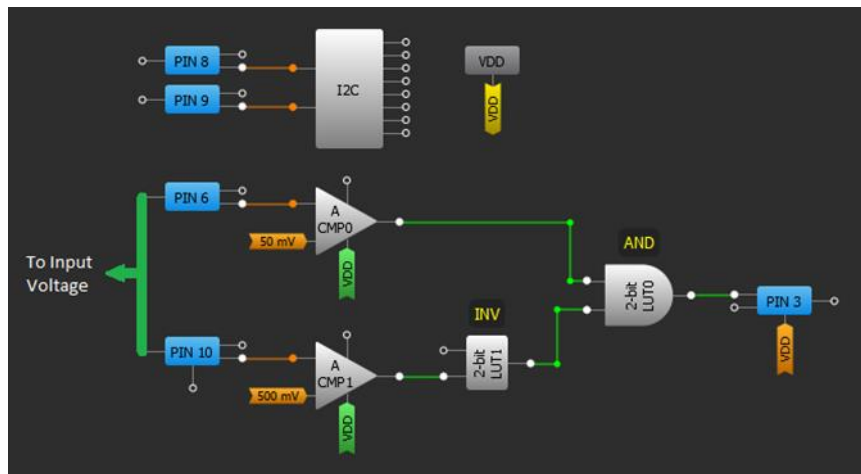 PIN 8
PIN 9
I2C
VDD
VDD
To Input
Voltage
PIN 6
50 mV
A
CMP0
VDD
AND
2-bit
LUT0
PIN 3
VDD
INV
2-bit
LUT1
PIN 10
500 mV
A
CMP1
VDD